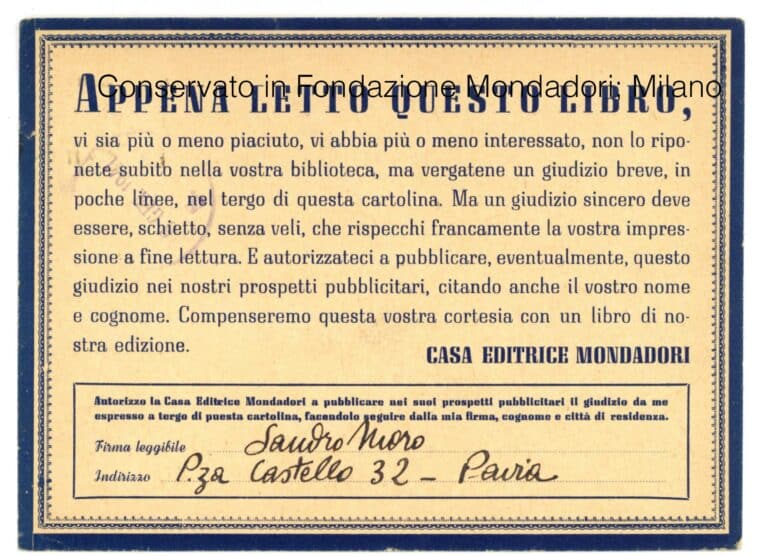 Conservato in Fondazione Mondadori: Milano
APPENA LETTO QUESTO LIBRO,
vi sia più o meno piaciuto, vi abbia più o meno interessato, non lo ripo-
nete subito nella vostra biblioteca, ma vergatene un giudizio breve, in
poche linee, nel tergo di questa cartolina. Ma un giudizio sincero deve
essere, schietto, senza veli, che rispecchi francamente la vostra impres-
sione a fine lettura. E autorizzateci a pubblicare, eventualmente, questo
giudizio nei nostri prospetti pubblicitari, citando anche il vostro nome
e cognome. Compenseremo questa vostra cortesia con un libro di no-
stra edizione.
CASA EDITRICE MONDADORI
Autorizzo la Casa Editrice Mondadori a pubblicare nei suoi prospetti pubblicitari il giudizio da me
espresso a tergo di puesta cartolina, facendolo seguire dalla mia firma, cognome e città di residenza.
Firma leggibile Sandro Moro
Indirizzo P.za Castello 32 - Pavia